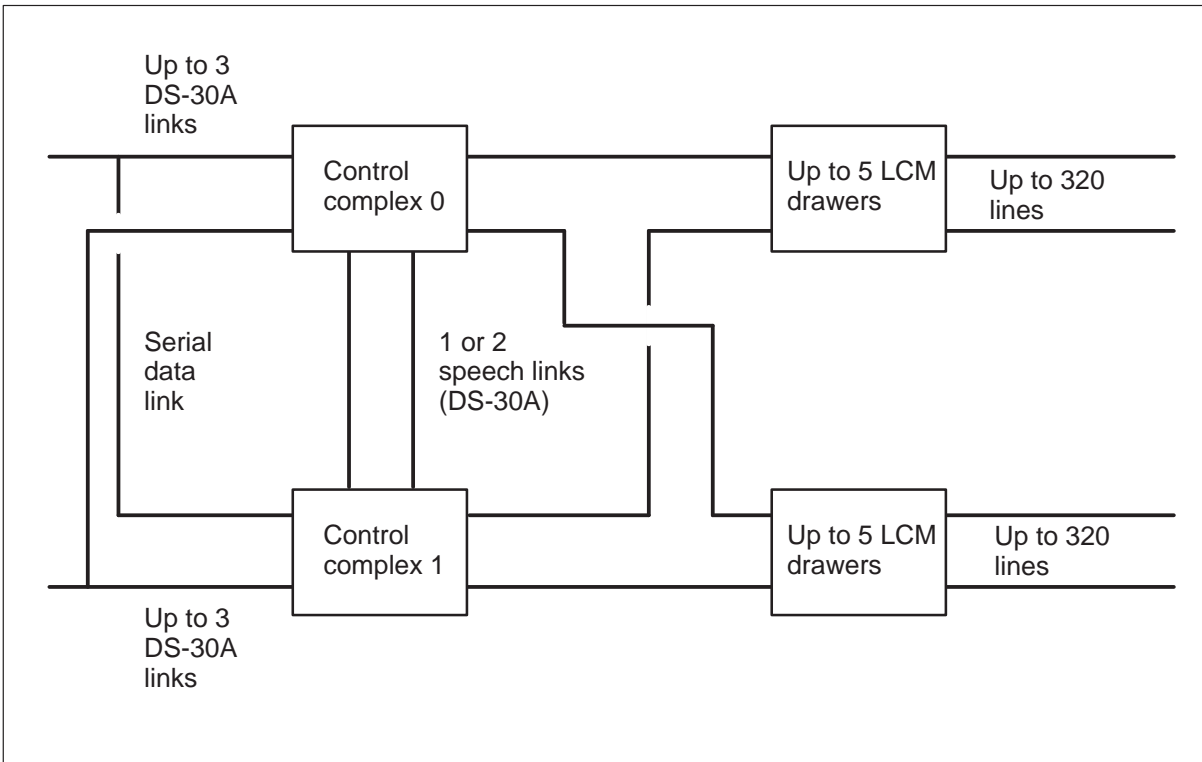 Up to 3
DS-30A
links
Control
complex 0
Up to 5 LCM
drawers
Up to 320
lines
Serial
data
link
1 or 2
speech links
(DS-30A)
Control
complex 1
Up to 5 LCM
drawers
Up to 320
lines
Up to 3
DS-30A
links